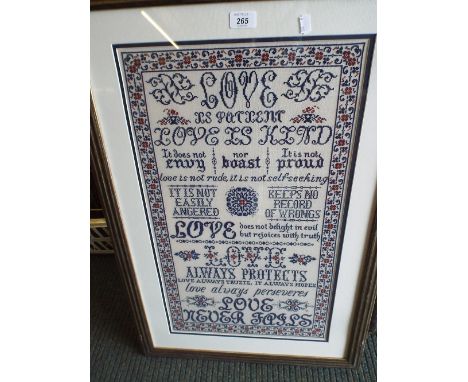 265
LOVE
IS PATIENT
LOVE IS KIND
It does not nor It is not
envy boast proud
love is not rude, it is not self-seeking
IT IS NOT
EASILY
ANGERED
KEEPS NO
RECORD
OF WRONGS
LOVE does not delight in evil
but rejoices with truth
LOVE
ALWAYS PROTECTS
LOVE ALWAYS TRUSTS, IT ALWAYS HOPES
love always perseveres
LOVE
NEVER FAILS